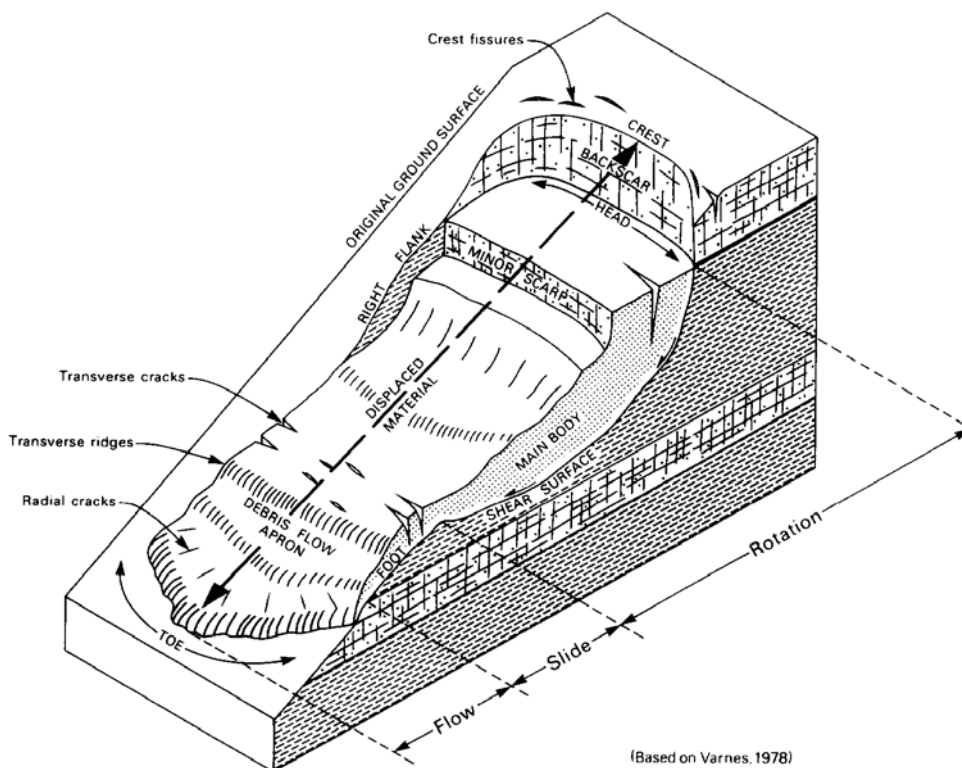 Crest fissures
ORIGINAL GROUND SURFACE
CREST
BACKSCAR
HEAD
RIGHT FLANK
MINOR SCARP
Transverse cracks
DISPLACED
MATERIAL
Transverse ridges
MAIN BODY
SHEAR SURFACE
Radial cracks
DEBRIS FLOW
APRON
FOOT
Rotation
TOE
Slide
Flow
(Based on Varnes, 1978)